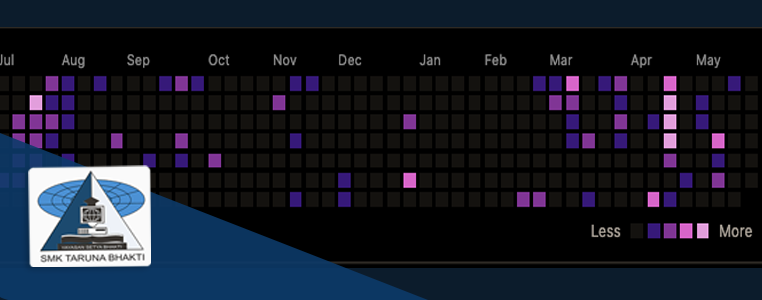 Jul Aug Sep Oct Nov Dec Jan Feb Mar Apr May
Less More
YAYASAN SETYA BHAKTI
SMK TARUNA BHAKTI